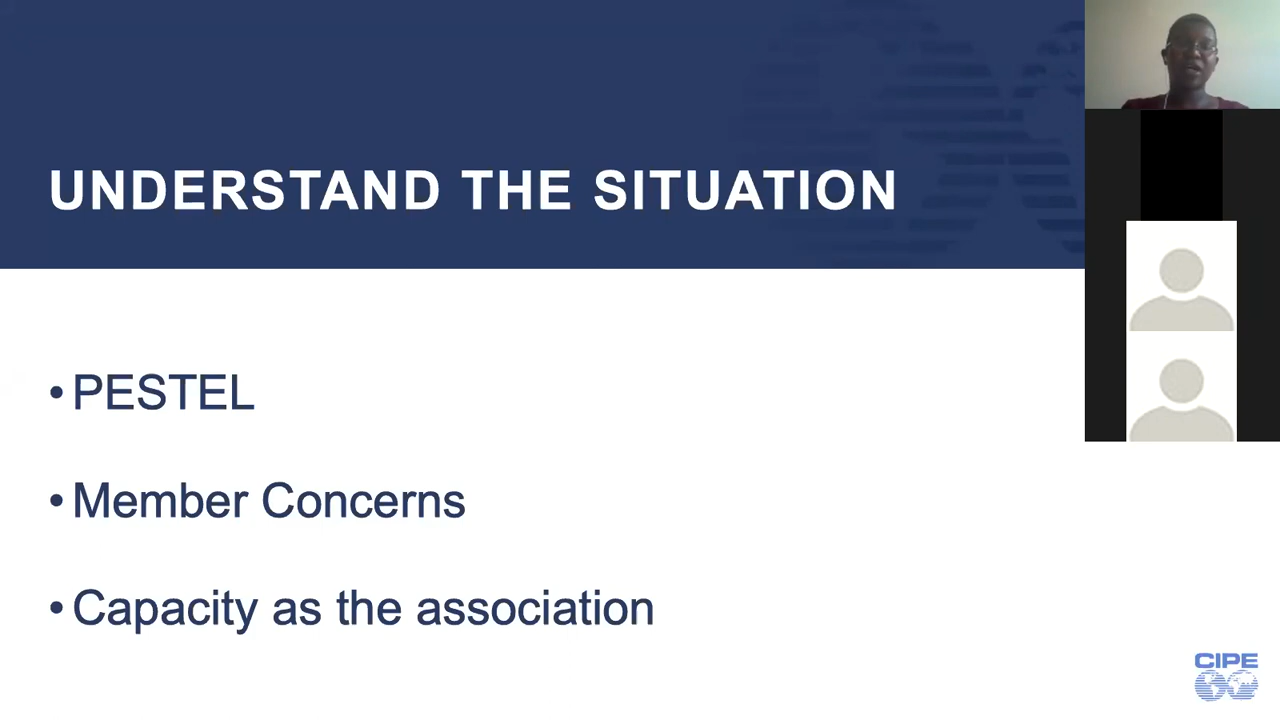 UNDERSTAND THE SITUATION
• PESTEL
• Member Concerns
• Capacity as the association
CIPE